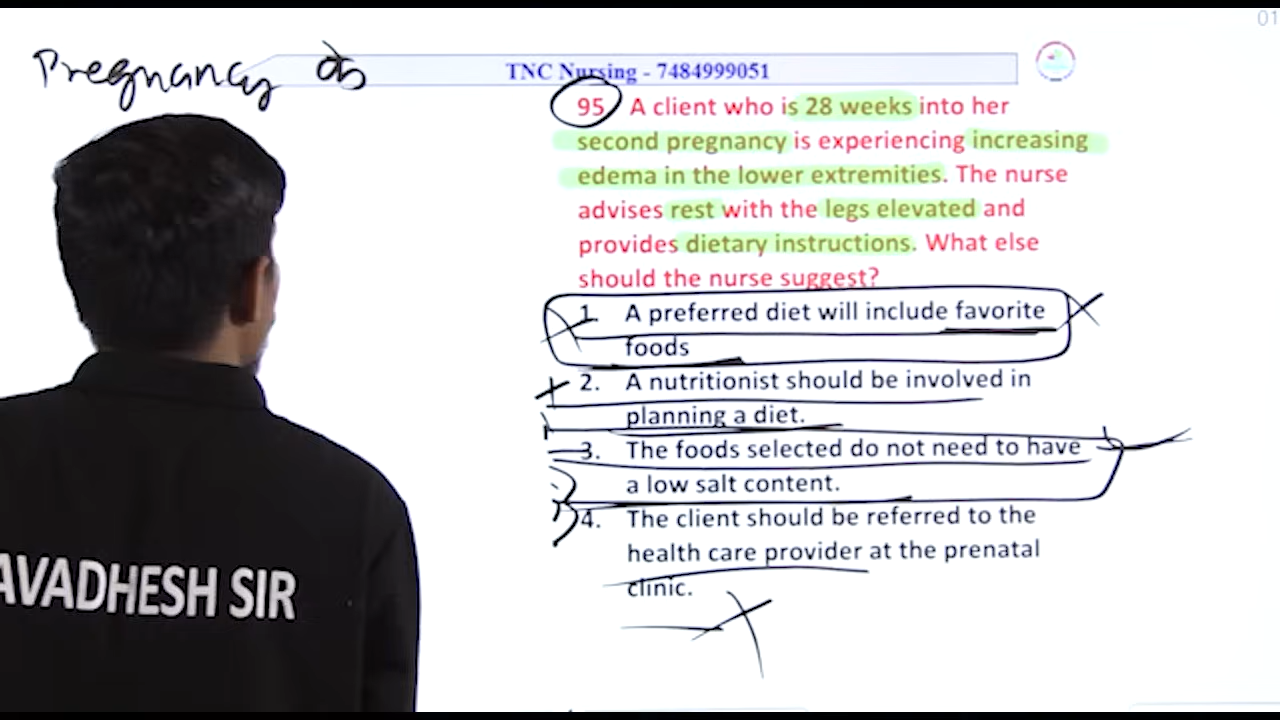 01
Pregnancy
TNC Nursing - 7484999051
95. A client who is 28 weeks into her
second pregnancy is experiencing increasing
edema in the lower extremities. The nurse
advises rest with the legs elevated and
provides dietary instructions. What else
should the nurse suggest?
1. A preferred diet will include favorite
foods
2. A nutritionist should be involved in
planning a diet.
3. The foods selected do not need to have
a low salt content.
4. The client should be referred to the
health care provider at the prenatal
clinic.
AVADHESH SIR